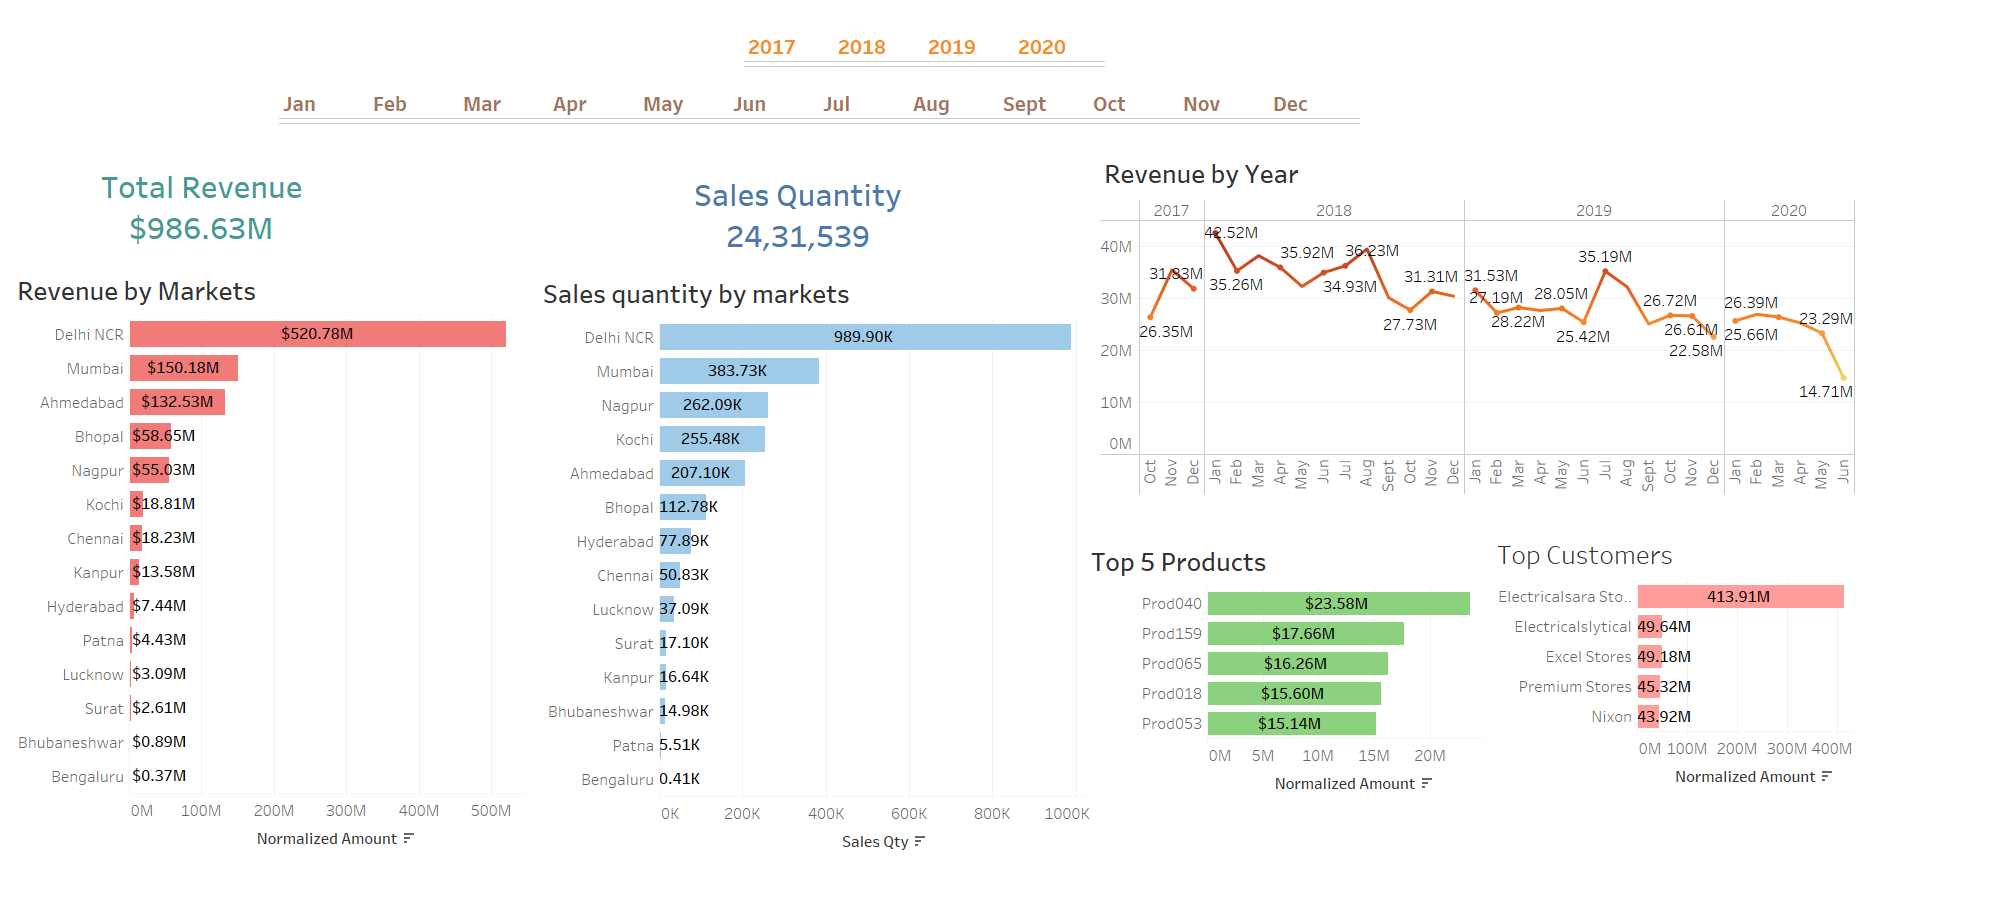 2017 2018 2019 2020
Jan Feb Mar Apr May Jun Jul Aug Sept Oct Nov Dec
Total Revenue
$986.63M
Revenue by Markets
Delhi NCR $520.78M
Mumbai $150.18M
Ahmedabad $132.53M
Bhopal $58.65M
Nagpur $55.03M
Kochi $18.81M
Chennai $18.23M
Kanpur $13.58M
Hyderabad $7.44M
Patna $4.43M
Lucknow $3.09M
Surat $2.61M
Bhubaneshwar $0.89M
Bengaluru $0.37M
0M 100M 200M 300M 400M 500M
Normalized Amount
Sales Quantity
24,31,539
Sales quantity by markets
Delhi NCR 989.90K
Mumbai 383.73K
Nagpur 262.09K
Kochi 255.48K
Ahmedabad 207.10K
Bhopal 112.78K
Hyderabad 77.89K
Chennai 50.83K
Lucknow 37.09K
Surat 17.10K
Kanpur 16.64K
Bhubaneshwar 14.98K
Patna 5.51K
Bengaluru 0.41K
0K 200K 400K 600K 800K 1000K
Sales Qty
Revenue by Year
2017 2018 2019 2020
40M
30M
20M
10M
0M
26.35M
31.83M
42.52M
35.26M
35.92M
34.93M
36.23M
27.73M
31.31M
31.53M
27.19M
28.22M
28.05M
25.42M
35.19M
26.72M
26.61M
22.58M
25.66M
26.39M
23.29M
14.71M
Oct Nov Dec Jan Feb Mar Apr May Jun Jul Aug Sept Oct Nov Dec Jan Feb Mar Apr May Jun Jul Aug Sept Oct Nov Dec Jan Feb Mar Apr May Jun
Top 5 Products
Prod040 $23.58M
Prod159 $17.66M
Prod065 $16.26M
Prod018 $15.60M
Prod053 $15.14M
0M 5M 10M 15M 20M
Normalized Amount
Top Customers
Electricalsara Sto.. 413.91M
Electricalslytical 49.64M
Excel Stores 49.18M
Premium Stores 45.32M
Nixon 43.92M
0M 100M 200M 300M 400M
Normalized Amount